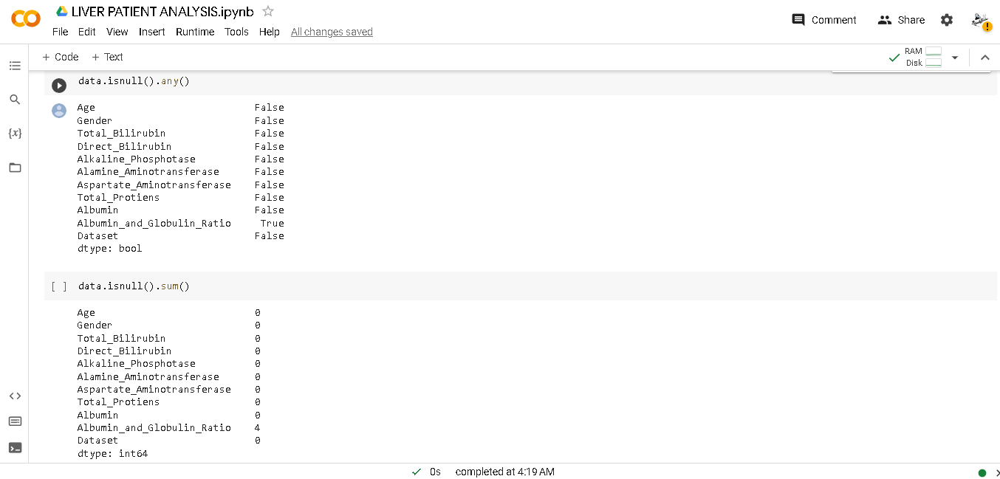 LIVER PATIENT ANALYSIS.ipynb
File Edit View Insert Runtime Tools Help All changes saved
Comment Share
+ Code + Text
RAM
Disk
data.isnull().any()
Age False
Gender False
Total_Bilirubin False
Direct_Bilirubin False
Alkaline_Phosphotase False
Alamine_Aminotransferase False
Aspartate_Aminotransferase False
Total_Protiens False
Albumin False
Albumin_and_Globulin_Ratio True
Dataset False
dtype: bool
[ ] data.isnull().sum()
Age 0
Gender 0
Total_Bilirubin 0
Direct_Bilirubin 0
Alkaline_Phosphotase 0
Alamine_Aminotransferase 0
Aspartate_Aminotransferase 0
Total_Protiens 0
Albumin 0
Albumin_and_Globulin_Ratio 4
Dataset 0
dtype: int64
0s completed at 4:19 AM